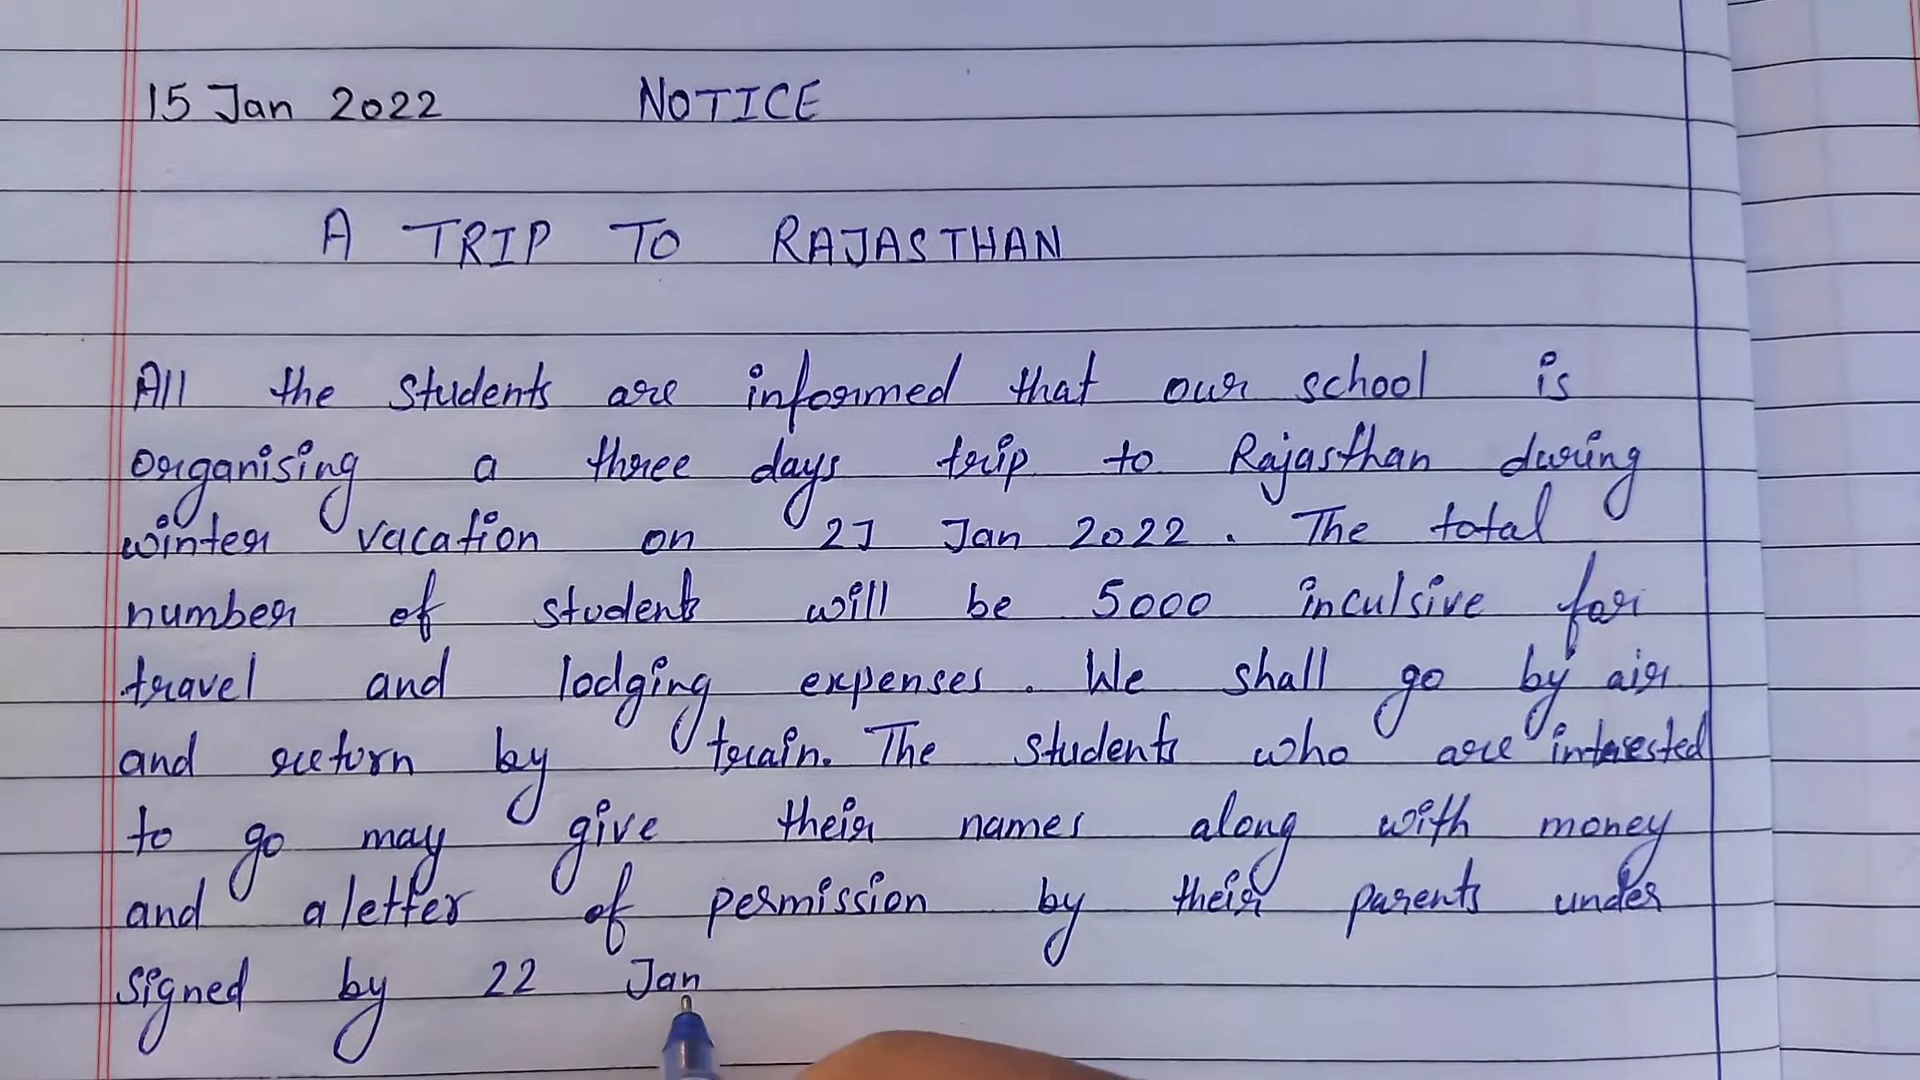 15 Jan 2022 NOTICE
A TRIP TO RAJASTHAN
All the students are informed that our school is
organising a three days trip to Rajasthan during
winter vacation on 27 Jan 2022. The total
number of students will be 5000 inculsive for
travel and lodging expenses. We shall go by air
and return by train. The students who are interested
to go may give their names along with money
and a letter of permission by their parents under
signed by 22 Jan